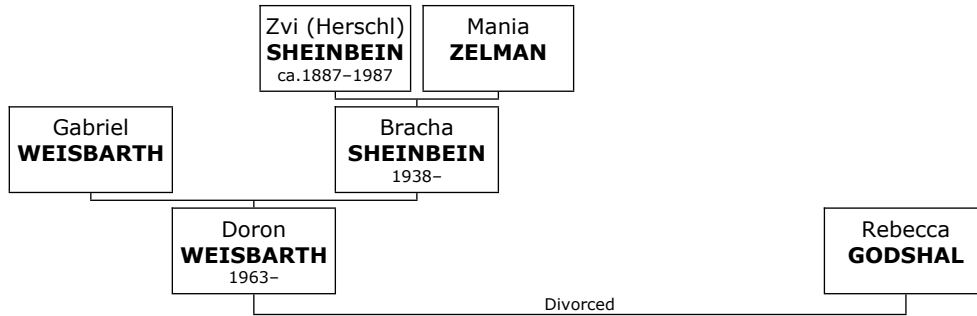 Zvi (Herschl)
SHEINBEIN
ca.1887–1987
Mania
ZELMAN
Gabriel
WEISBARTH
Bracha
SHEINBEIN
1938–
Doron
WEISBARTH
1963–
Rebecca
GODSHAL
Divorced